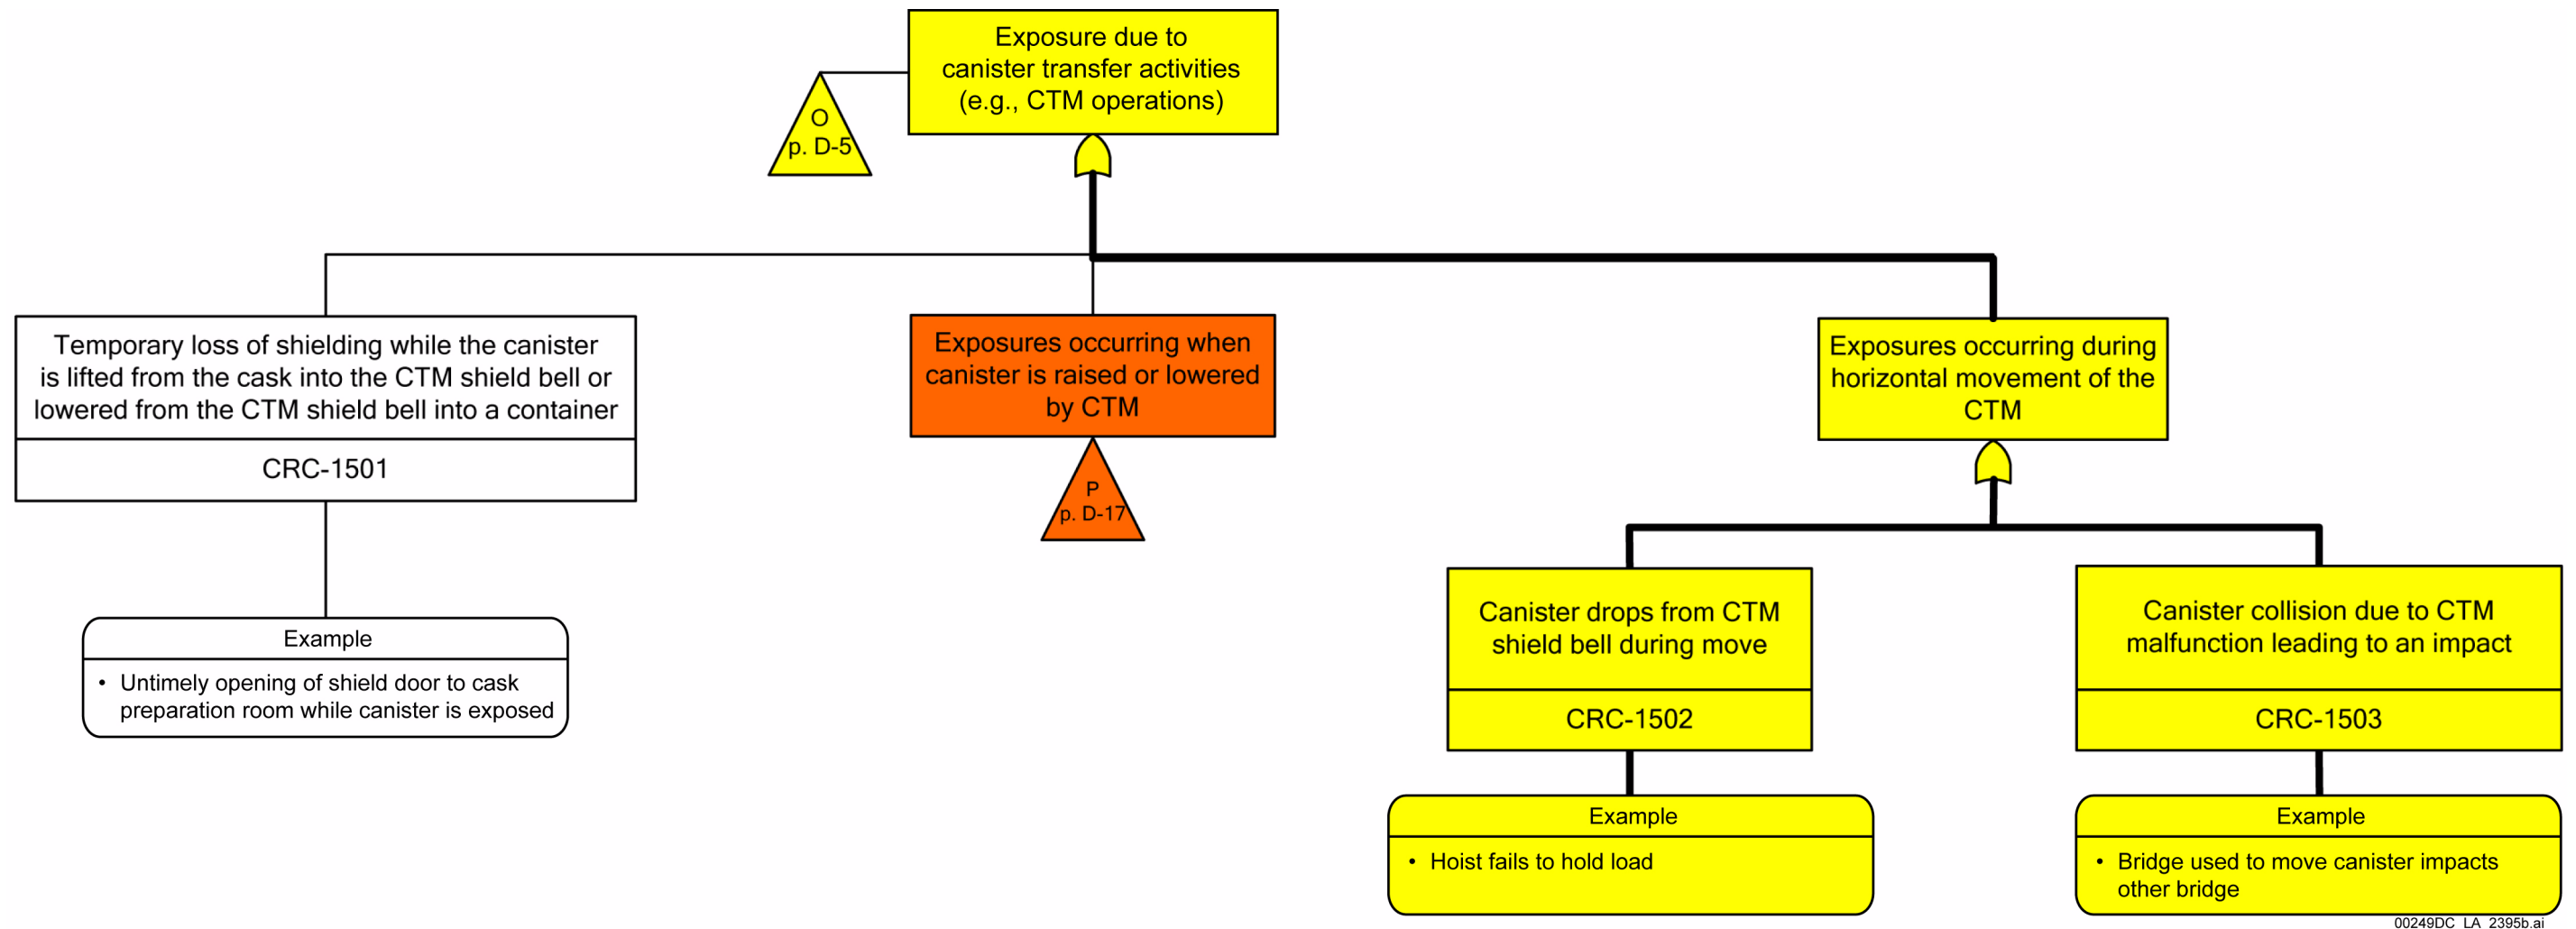 Exposure due to
canister transfer activities
(e.g., CTM operations)
O
p. D-5
Temporary loss of shielding while the canister
is lifted from the cask into the CTM shield bell or
lowered from the CTM shield bell into a container
CRC-1501
Example
• Untimely opening of shield door to cask
preparation room while canister is exposed
Exposures occurring when
canister is raised or lowered
by CTM
P
p. D-17
Exposures occurring during
horizontal movement of the
CTM
Canister drops from CTM
shield bell during move
CRC-1502
Example
• Hoist fails to hold load
Canister collision due to CTM
malfunction leading to an impact
CRC-1503
Example
• Bridge used to move canister impacts
other bridge
00249DC_LA_2395b.ai